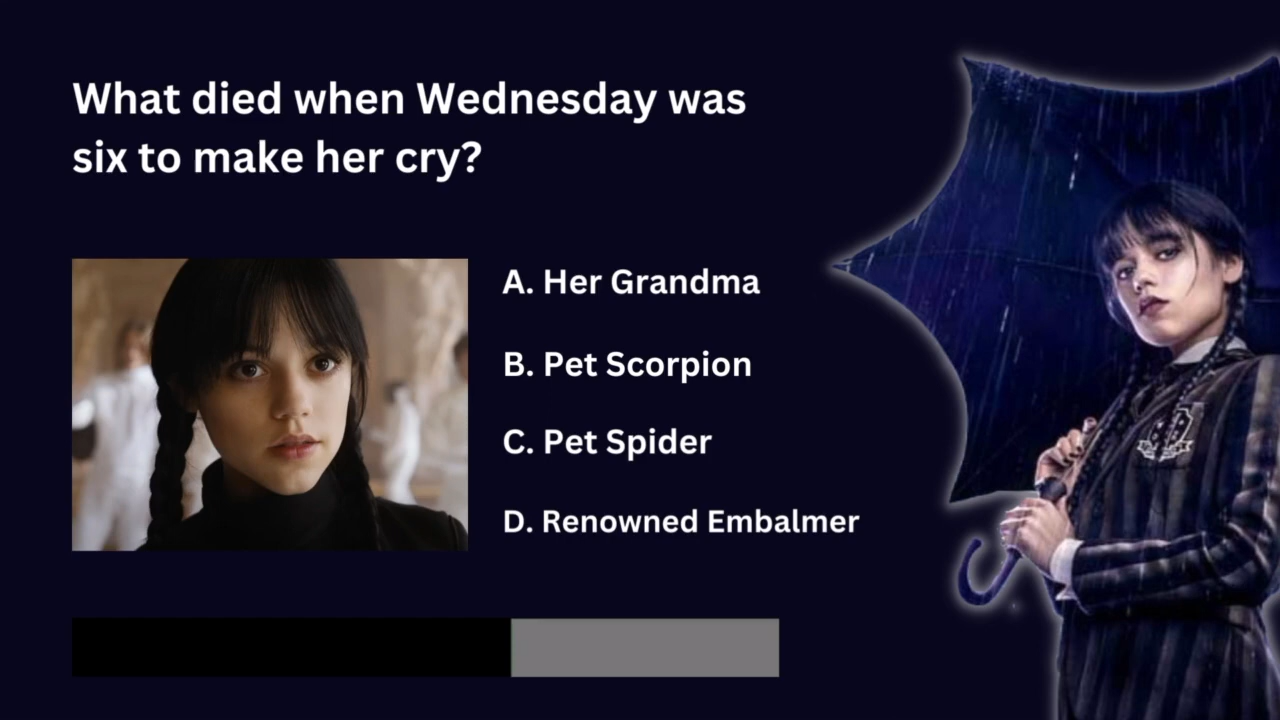 What died when Wednesday was
six to make her cry?
A. Her Grandma
B. Pet Scorpion
C. Pet Spider
D. Renowned Embalmer